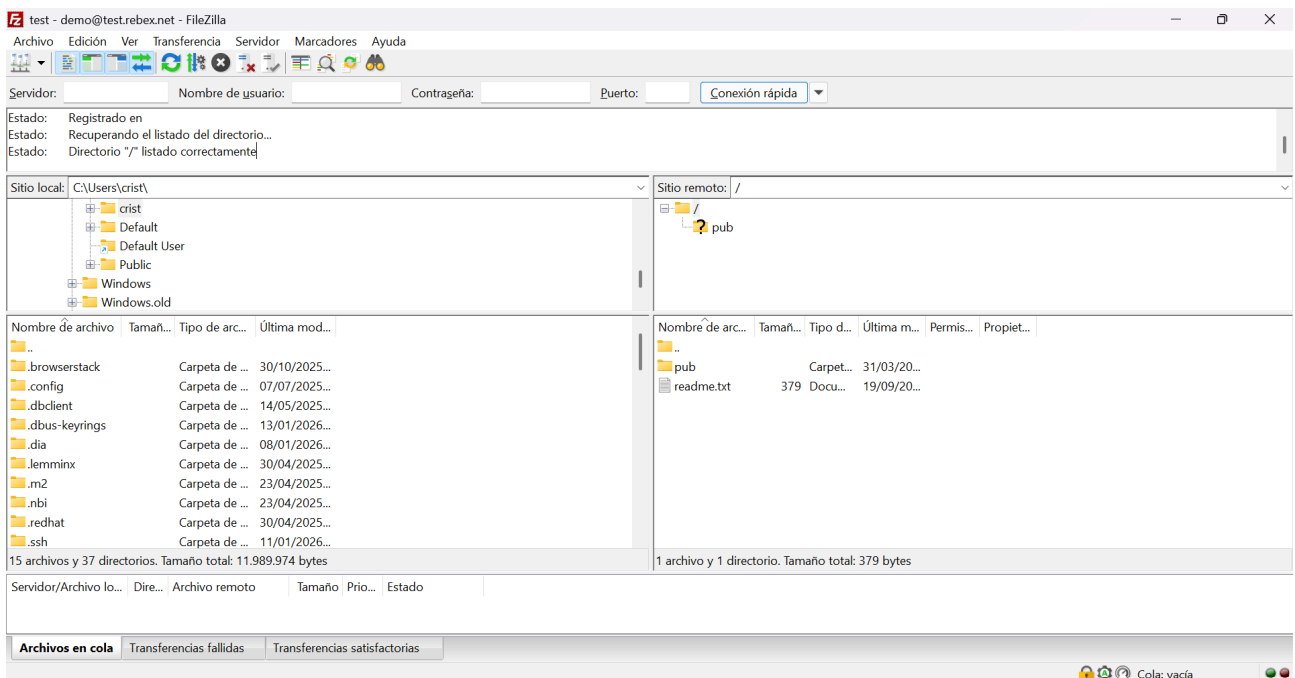 test - demo@test.rebex.net - FileZilla
Archivo Edición Ver Transferencia Servidor Marcadores Ayuda
Servidor: Nombre de usuario: Contraseña: Puerto: Conexión rápida
Estado: Registrado en
Estado: Recuperando el listado del directorio...
Estado: Directorio "/" listado correctamente
Sitio local: C:\Users\crist\
crist
Default
Default User
Public
Windows
Windows.old
Sitio remoto: /
/
pub
Nombre de archivo Tamañ... Tipo de arc... Última mod...
..
.browserstack Carpeta de ... 30/10/2025...
.config Carpeta de ... 07/07/2025...
.dbclient Carpeta de ... 14/05/2025...
.dbus-keyrings Carpeta de ... 13/01/2026...
.dia Carpeta de ... 08/01/2026...
.lemminx Carpeta de ... 30/04/2025...
.m2 Carpeta de ... 23/04/2025...
.nbi Carpeta de ... 23/04/2025...
.redhat Carpeta de ... 30/04/2025...
.ssh Carpeta de ... 11/01/2026...
15 archivos y 37 directorios. Tamaño total: 11.989.974 bytes
Nombre de arc... Tamañ... Tipo d... Última m... Permis... Propiet...
..
pub Carpet... 31/03/20...
readme.txt 379 Docu... 19/09/20...
1 archivo y 1 directorio. Tamaño total: 379 bytes
Servidor/Archivo lo... Dire... Archivo remoto Tamaño Prio... Estado
Archivos en cola Transferencias fallidas Transferencias satisfactorias
Cola: vacía